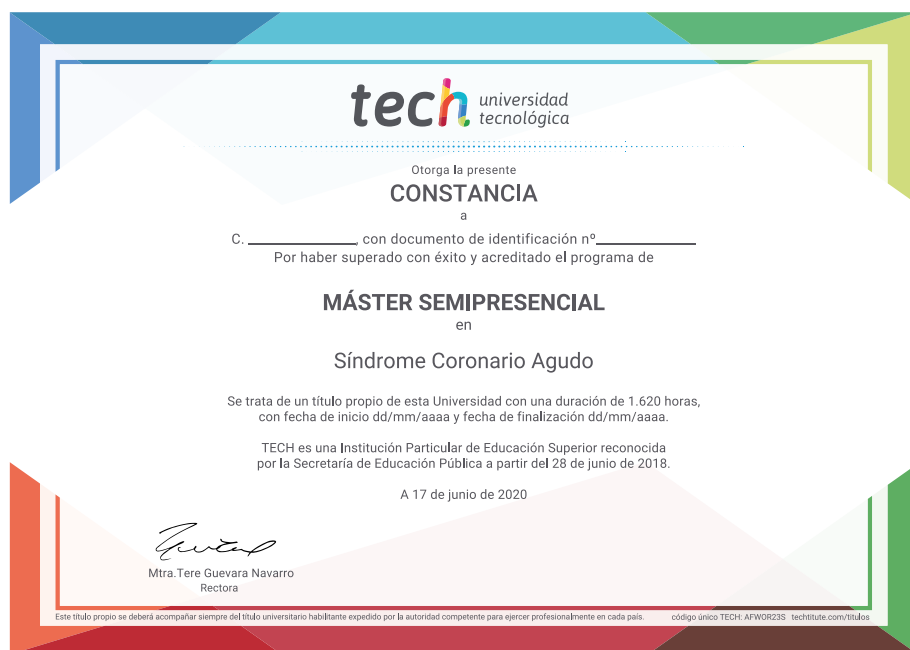 tech universidad
tecnológica
Otorga la presente
CONSTANCIA
a
C. ____________, con documento de identificación nº____________
Por haber superado con éxito y acreditado el programa de
MÁSTER SEMIPRESENCIAL
en
Síndrome Coronario Agudo
Se trata de un título propio de esta Universidad con una duración de 1.620 horas,
con fecha de inicio dd/mm/aaaa y fecha de finalización dd/mm/aaaa.
TECH es una Institución Particular de Educación Superior reconocida
por la Secretaría de Educación Pública a partir del 28 de junio de 2018.
A 17 de junio de 2020
Mtra.Tere Guevara Navarro
Rectora
Este título propio se deberá acompañar siempre del título universitario habilitante expedido por la autoridad competente para ejercer profesionalmente en cada país. código único TECH: AFWOR23S techtitute.com/titulos